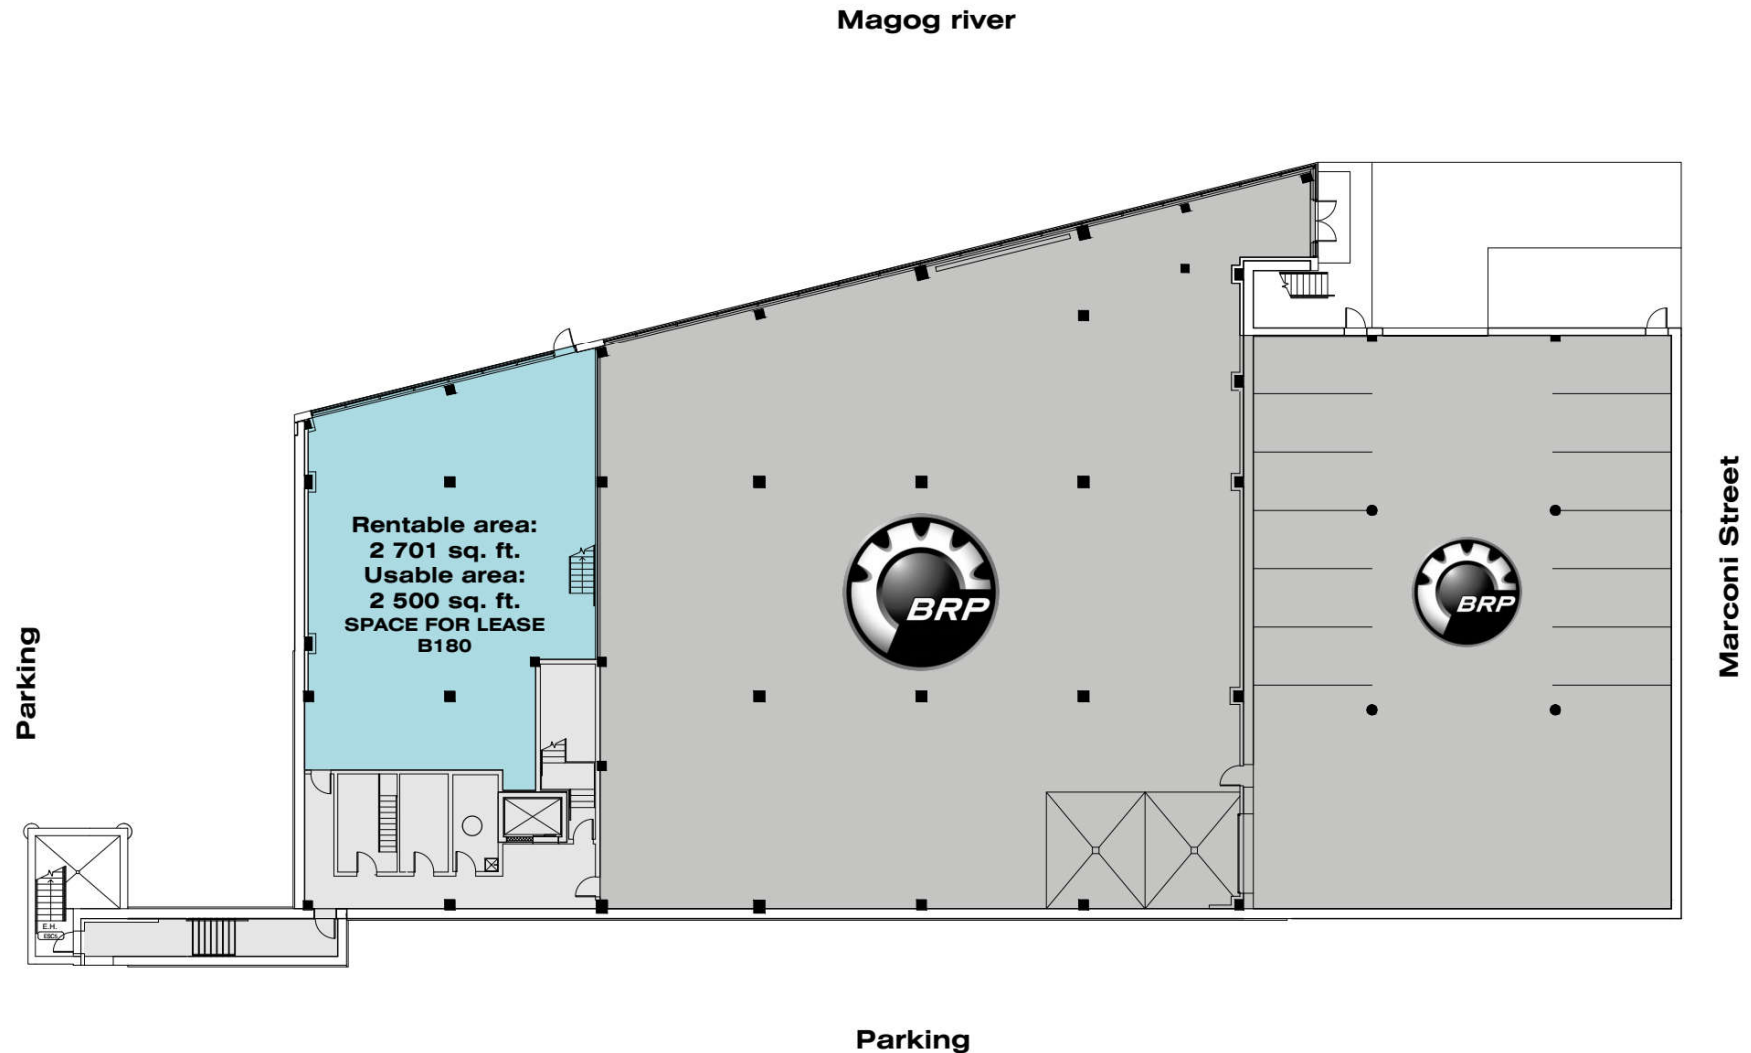 Magog river
Rentable area:
2 701 sq. ft.
Usable area:
2 500 sq. ft.
SPACE FOR LEASE
B180
BRP
BRP
Marconi Street
Parking
E.H.
Parking